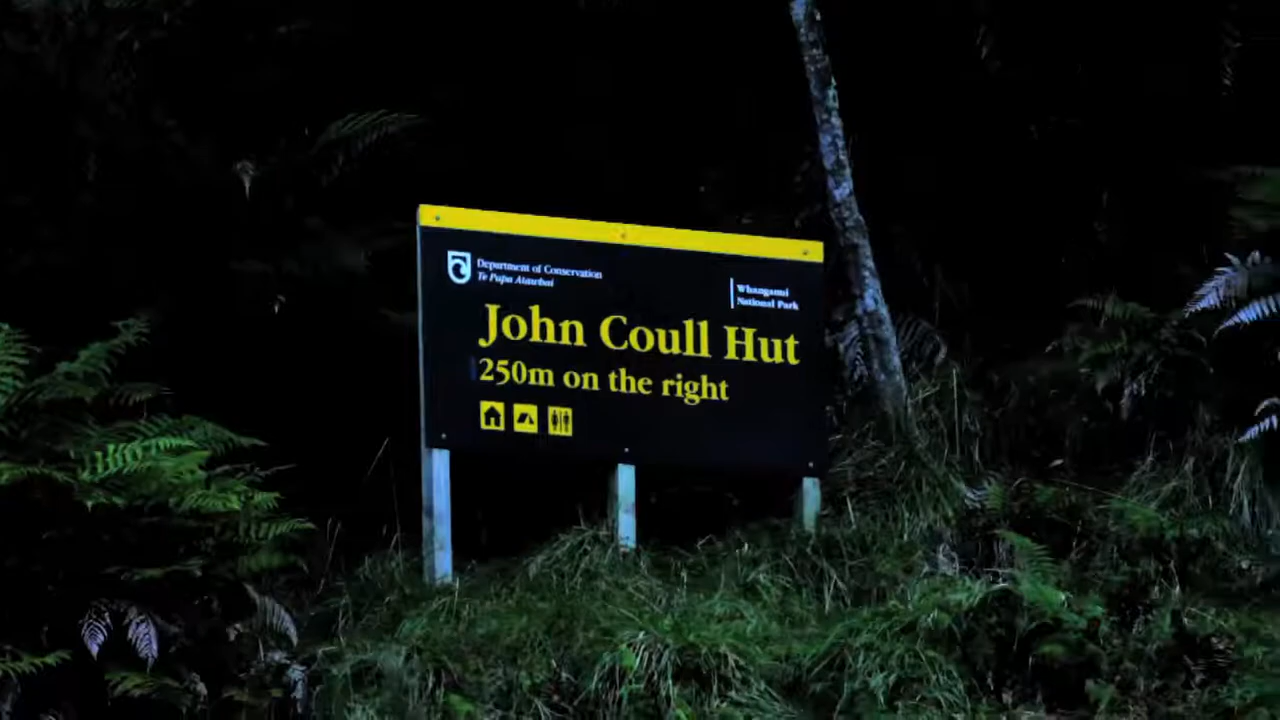 Department of Conservation
Te Papa Atawhai
Whanganui
National Park
John Coull Hut
250m on the right